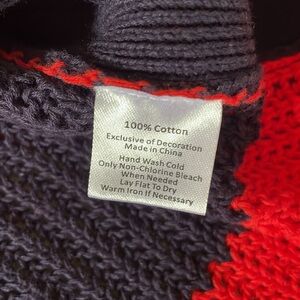 100% Cotton
Exclusive of Decoration
Made in China
Hand Wash Cold
Only Non-Chlorine Bleach
When Needed
Lay Flat To Dry
Warm Iron If Necessary